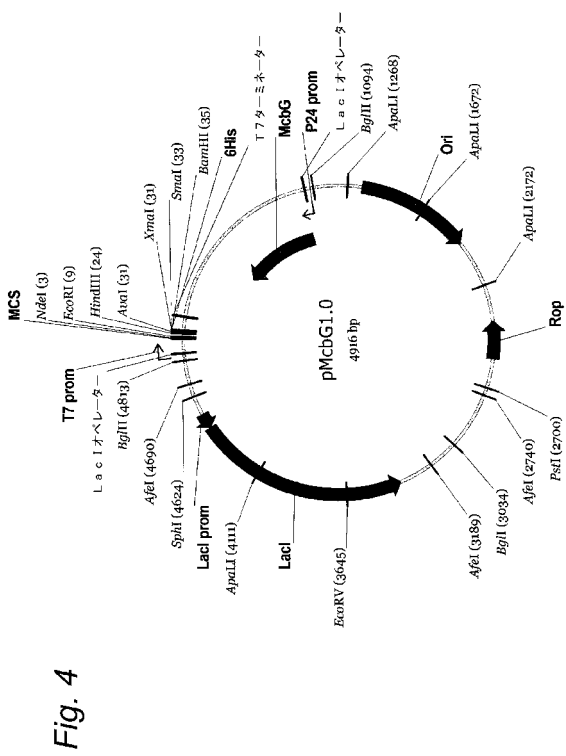 Fig. 4
pMcbG1.0
4916 bp
MCS
NdeI (3)
EcoRI (9)
HindIII (24)
AvaI (31)
XmaI (31)
SmaI (33)
BamHI (35)
6His
T7ターミネーター
McbG
P24 prom
LacIオペレーター
BglII (1094)
ApaLI (1268)
Ori
ApaLI (1672)
ApaLI (2172)
Rop
PstI (2700)
AfeI (2740)
BglI (3034)
AfeI (3189)
EcoRV (3645)
LacI
ApaLI (4111)
LacI prom
SphI (4624)
AfeI (4690)
BglII (4813)
LacIオペレーター
T7 prom